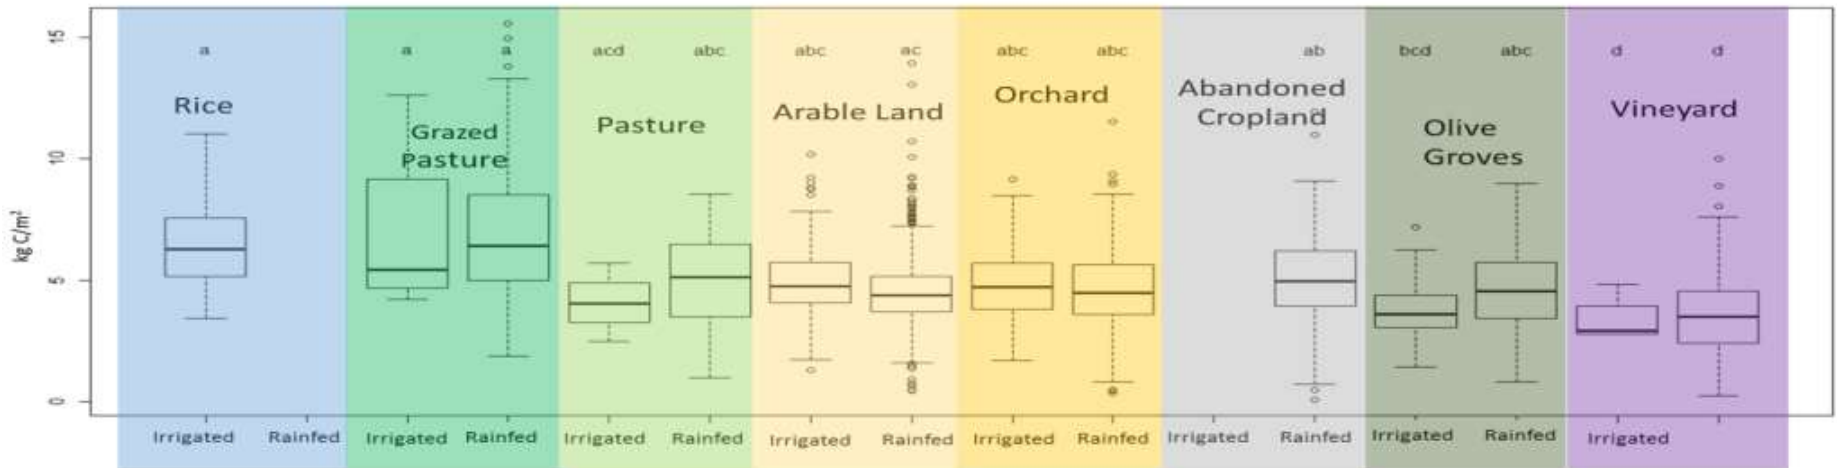 15
a
a
a
acd
abc
abc
ac
abc
abc
ab
bcd
abc
d
d
Rice
Grazed
Pasture
Pasture
Arable Land
Orchard
Abandoned
Cropland
Olive
Groves
Vineyard
10
kg C/m²
5
0
Irrigated
Rainfed
Irrigated
Rainfed
Irrigated
Rainfed
Irrigated
Rainfed
Irrigated
Rainfed
Irrigated
Rainfed
Irrigated
Rainfed
Irrigated